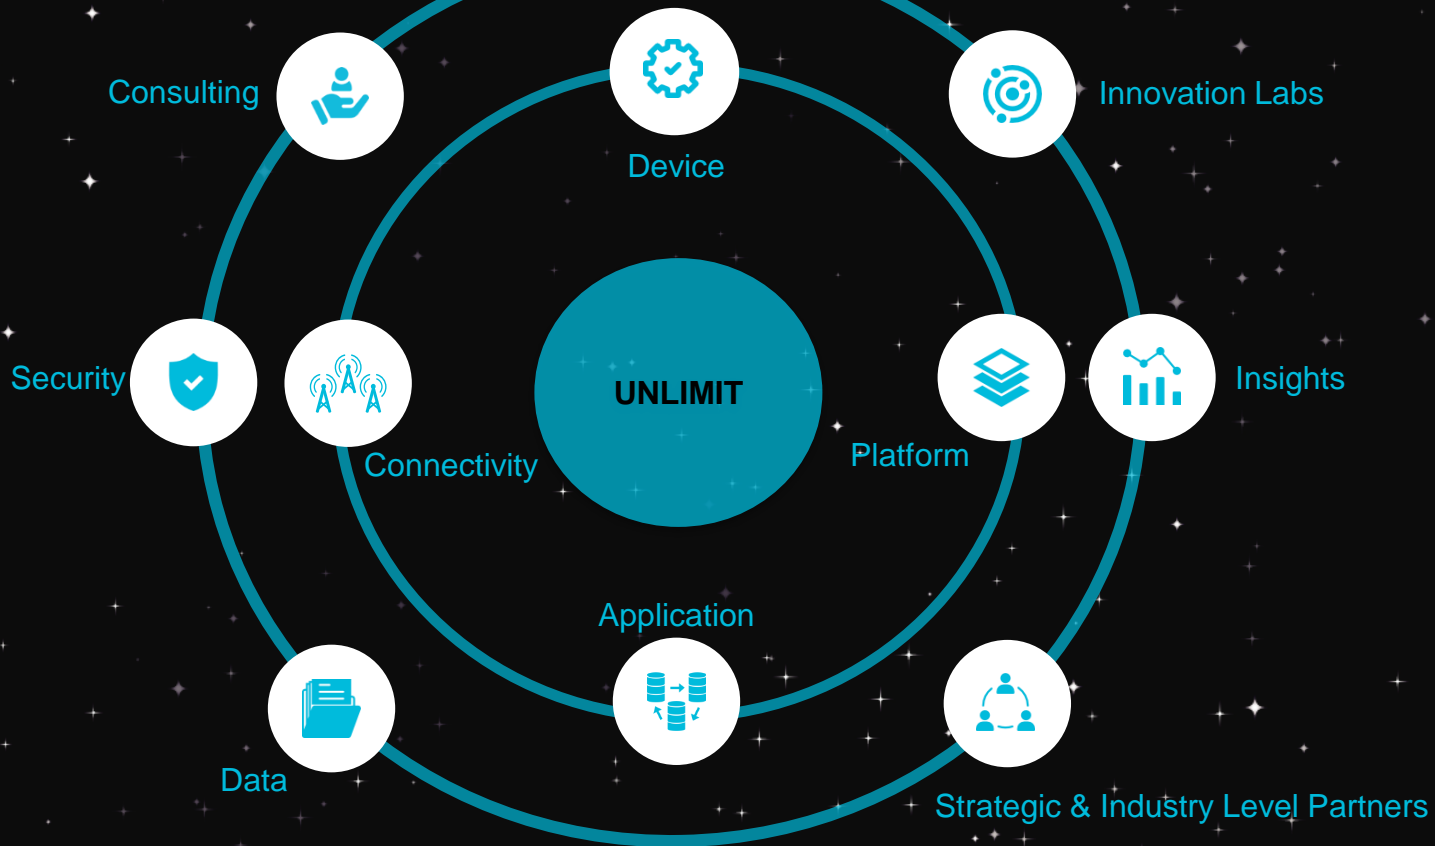 Consulting
Innovation Labs
Device
Security
UNLIMIT
Insights
Connectivity
Platform
Application
Data
Strategic & Industry Level Partners